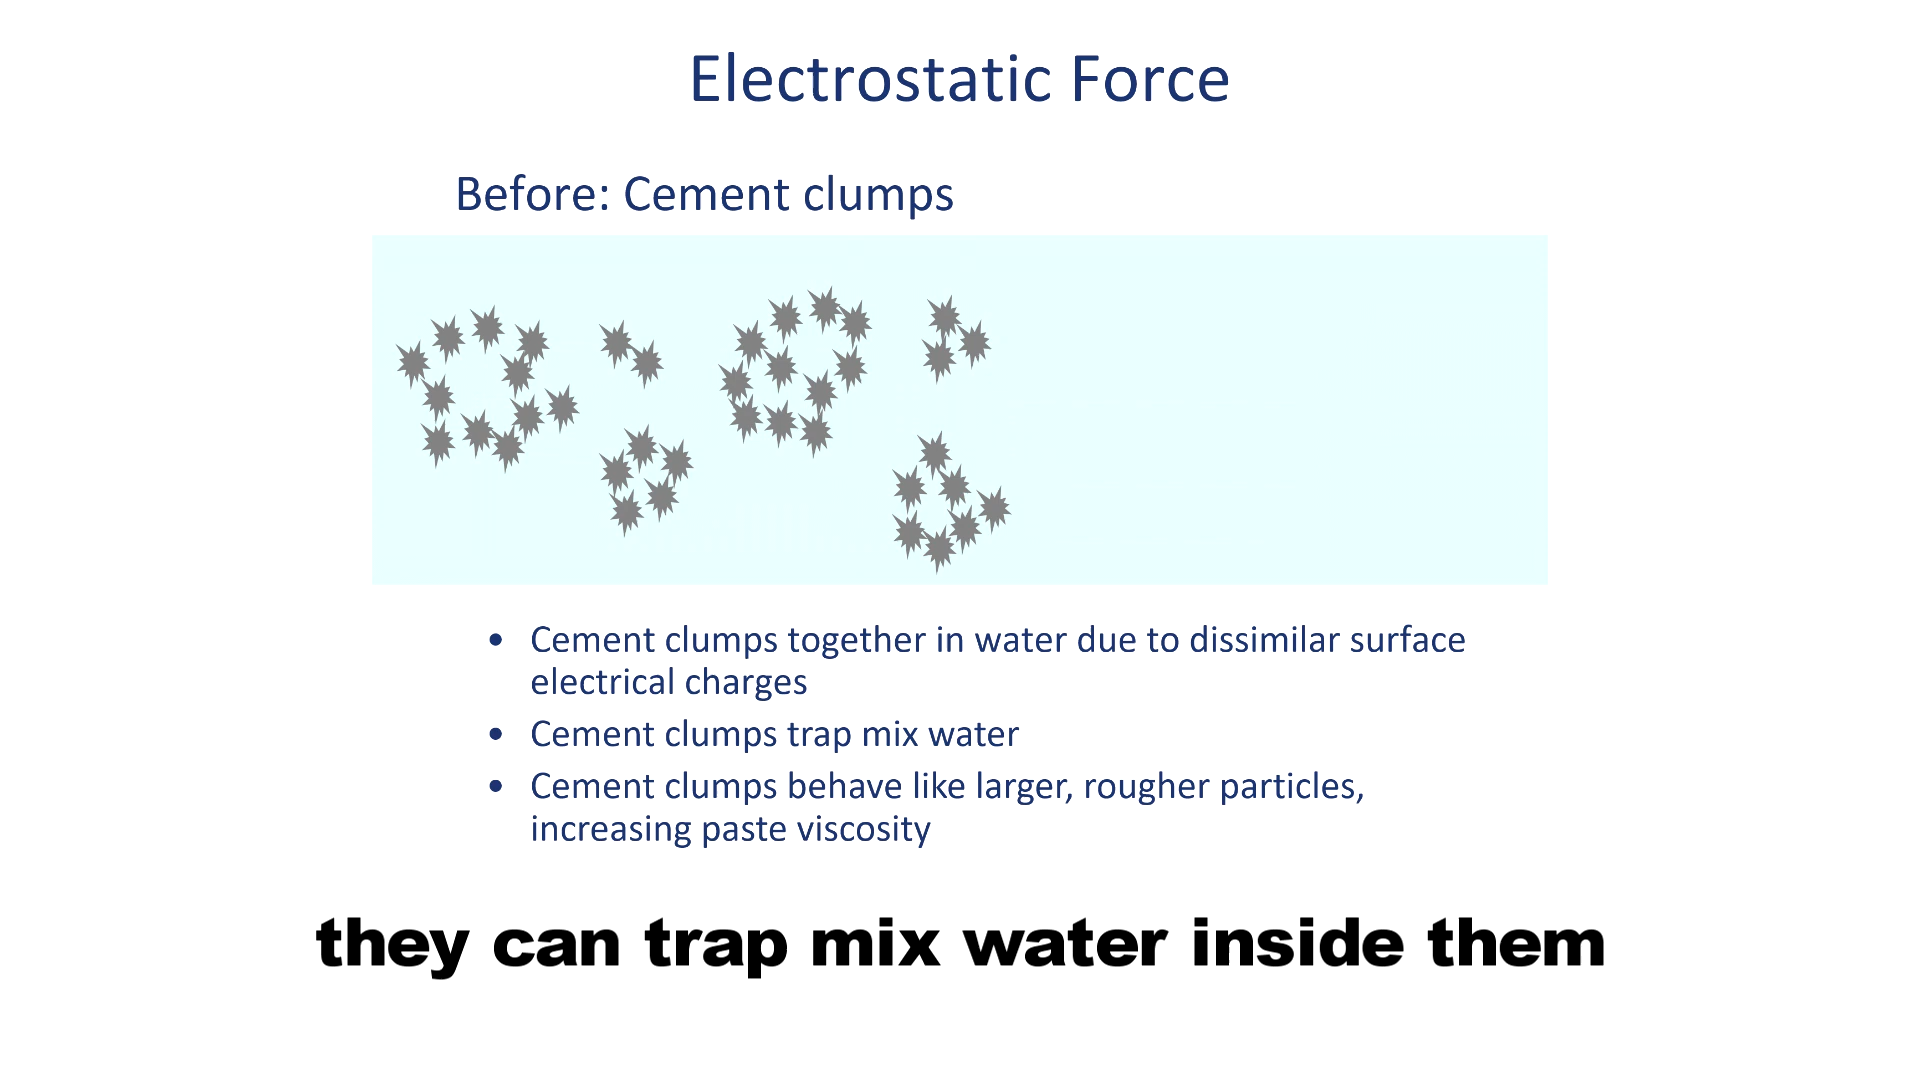 Electrostatic Force
Before: Cement clumps
• Cement clumps together in water due to dissimilar surface
electrical charges
• Cement clumps trap mix water
• Cement clumps behave like larger, rougher particles,
increasing paste viscosity
they can trap mix water inside them